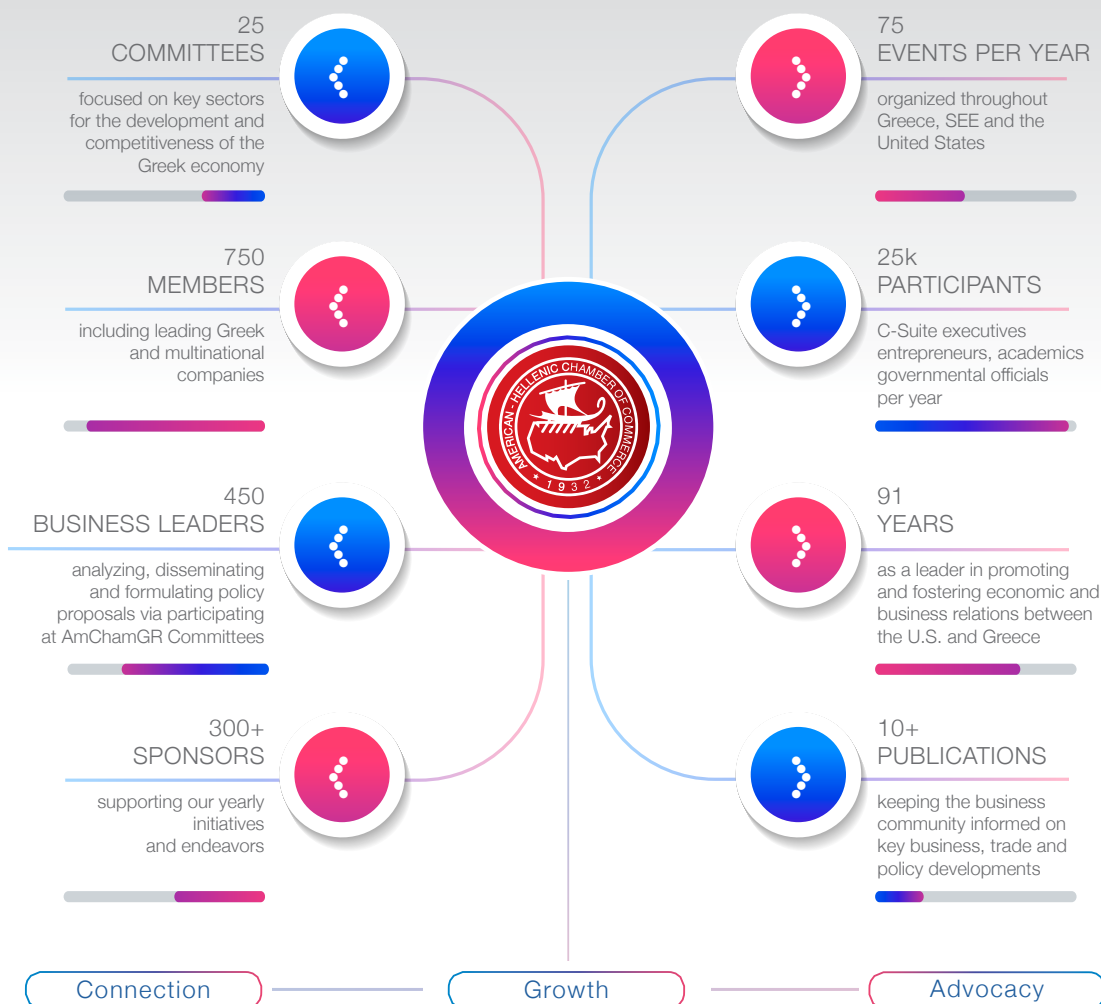 25
COMMITTEES
focused on key sectors
for the development and
competitiveness of the
Greek economy
750
MEMBERS
including leading Greek
and multinational
companies
450
BUSINESS LEADERS
analyzing, disseminating
and formulating policy
proposals via participating
at AmChamGR Committees
300+
SPONSORS
supporting our yearly
initiatives
and endeavors
AMERICAN - HELLENIC CHAMBER OF COMMERCE
* 1932 *
75
EVENTS PER YEAR
organized throughout
Greece, SEE and the
United States
25k
PARTICIPANTS
C-Suite executives
entrepreneurs, academics
governmental officials
per year
91
YEARS
as a leader in promoting
and fostering economic and
business relations between
the U.S. and Greece
10+
PUBLICATIONS
keeping the business
community informed on
key business, trade and
policy developments
Connection
Growth
Advocacy